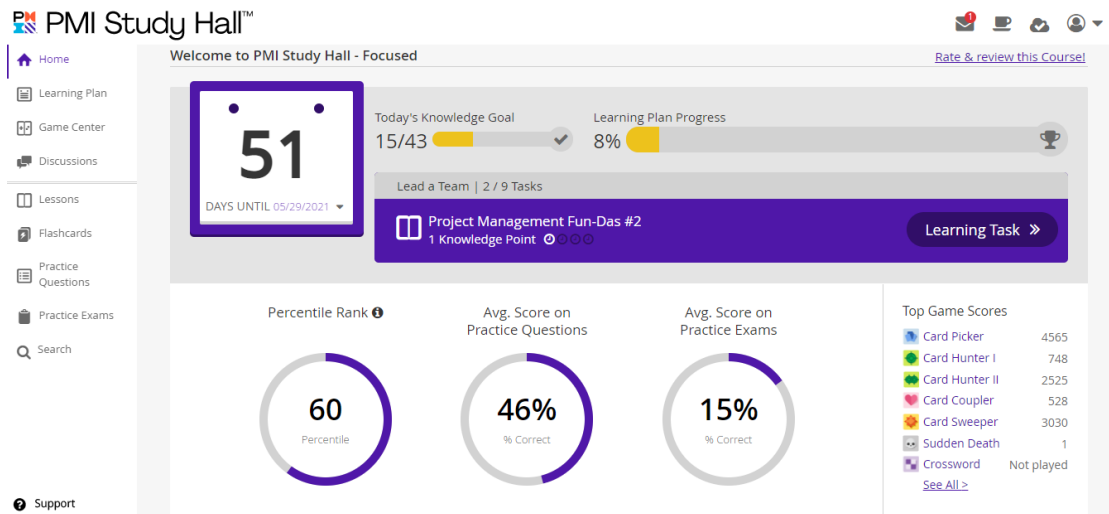 PMI Study Hall™
1
Home
Learning Plan
Game Center
Discussions
Lessons
Flashcards
Practice
Questions
Practice Exams
Search
Support
Welcome to PMI Study Hall - Focused
Rate & review this Course!
51
DAYS UNTIL 05/29/2021
Today's Knowledge Goal
15/43
Learning Plan Progress
8%
Lead a Team | 2 / 9 Tasks
Project Management Fun-Das #2
1 Knowledge Point
Learning Task »
Percentile Rank
60
Percentile
Avg. Score on
Practice Questions
46%
% Correct
Avg. Score on
Practice Exams
15%
% Correct
Top Game Scores
Card Picker 4565
Card Hunter I 748
Card Hunter II 2525
Card Coupler 528
Card Sweeper 3030
Sudden Death 1
Crossword Not played
See All >